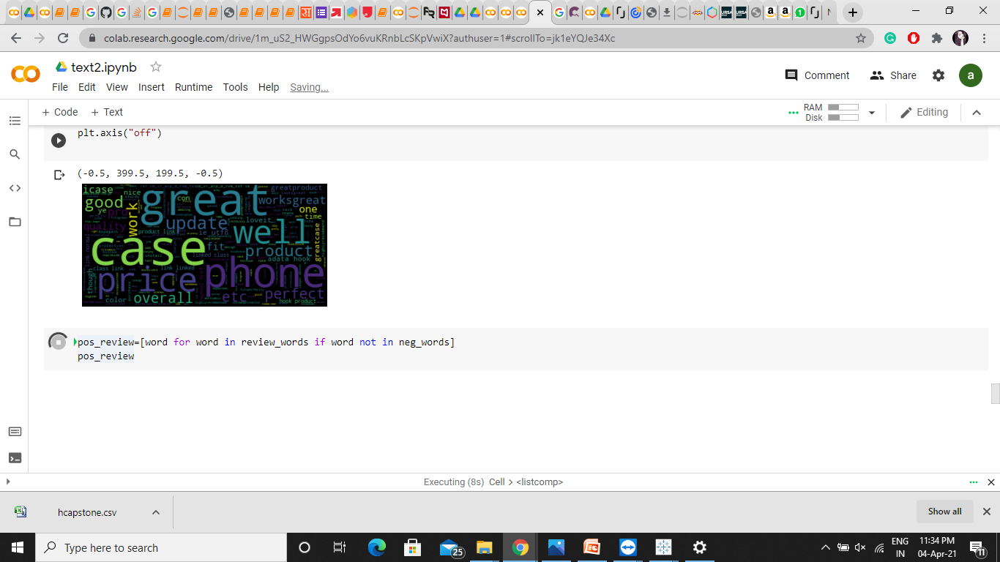 colab.research.google.com/drive/1m_uS2_HWGgpsOdYo6vuKRnbLcSKpVwiX?authuser=1#scrollTo=jk1eYQJe34Xc
text2.ipynb
Comment
Share
a
File Edit View Insert Runtime Tools Help Saving...
+ Code + Text
RAM
Disk
Editing
plt.axis("off")
(-0.5, 399.5, 199.5, -0.5)
icase nice con greatproduct
good great worksgreat
ye pro work one
quality update loveit time
product link ie utf8 well
case fit product greatcase
linked class adata hook
though class link link linked
price phone
color overall etc perfect
hook product
pos_review=[word for word in review_words if word not in neg_words]
pos_review
Executing (8s) Cell > <listcomp>
hcapstone.csv
Show all
Type here to search
25
ENG
IN
11:34 PM
04-Apr-21
11